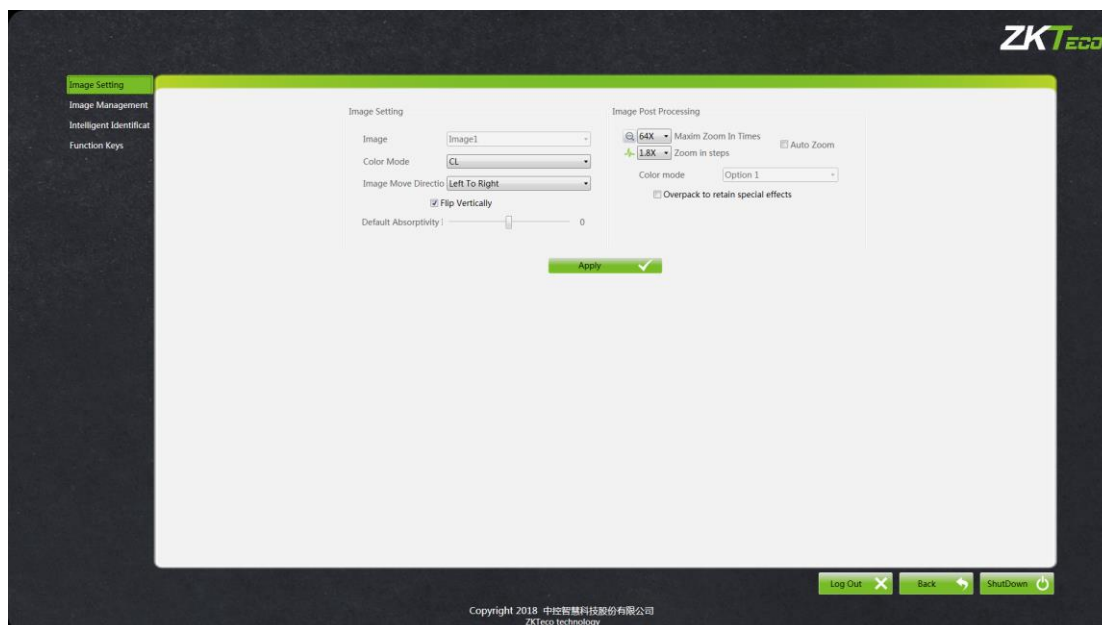 ZKTECO
Image Setting
Image Management
Intelligent Identificat
Function Keys
Image Setting
Image
Image1
Color Mode
CL
Image Move Directio
Left To Right
Flip Vertically
Default Absorptivity
0
Image Post Processing
64X
Maxim Zoom In Times
1.8X
Zoom in steps
Auto Zoom
Color mode
Option 1
Overpack to retain special effects
Apply
Log Out
Back
ShutDown
Copyright 2018 中控智慧科技股份有限公司
ZKTeco technology